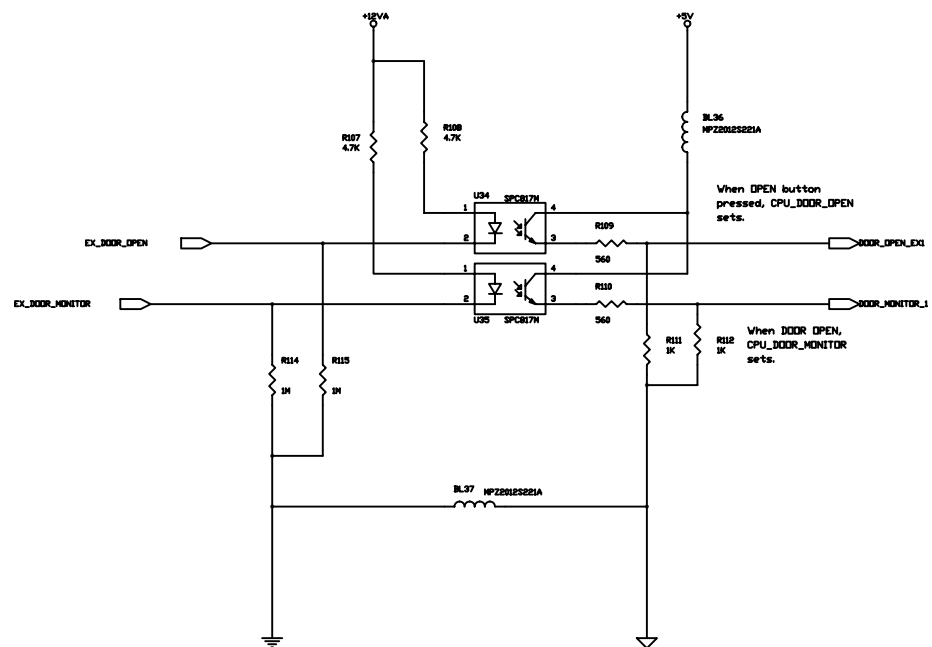 +12VA
+5V
BL36
MPZ2012S221A
R107
4.7K
R108
4.7K
U34
SPC817M
1
4
2
3
When OPEN button
pressed, CPU_DOOR_OPEN
sets.
EX_DOOR_OPEN
R109
560
DOOR_OPEN_EX1
1
4
2
3
U35
SPC817M
EX_DOOR_MONITOR
R110
560
DOOR_MONITOR_1
When DOOR OPEN,
CPU_DOOR_MONITOR
sets.
R111
1K
R112
1K
R114
1M
R115
1M
BL37
MPZ2012S221A